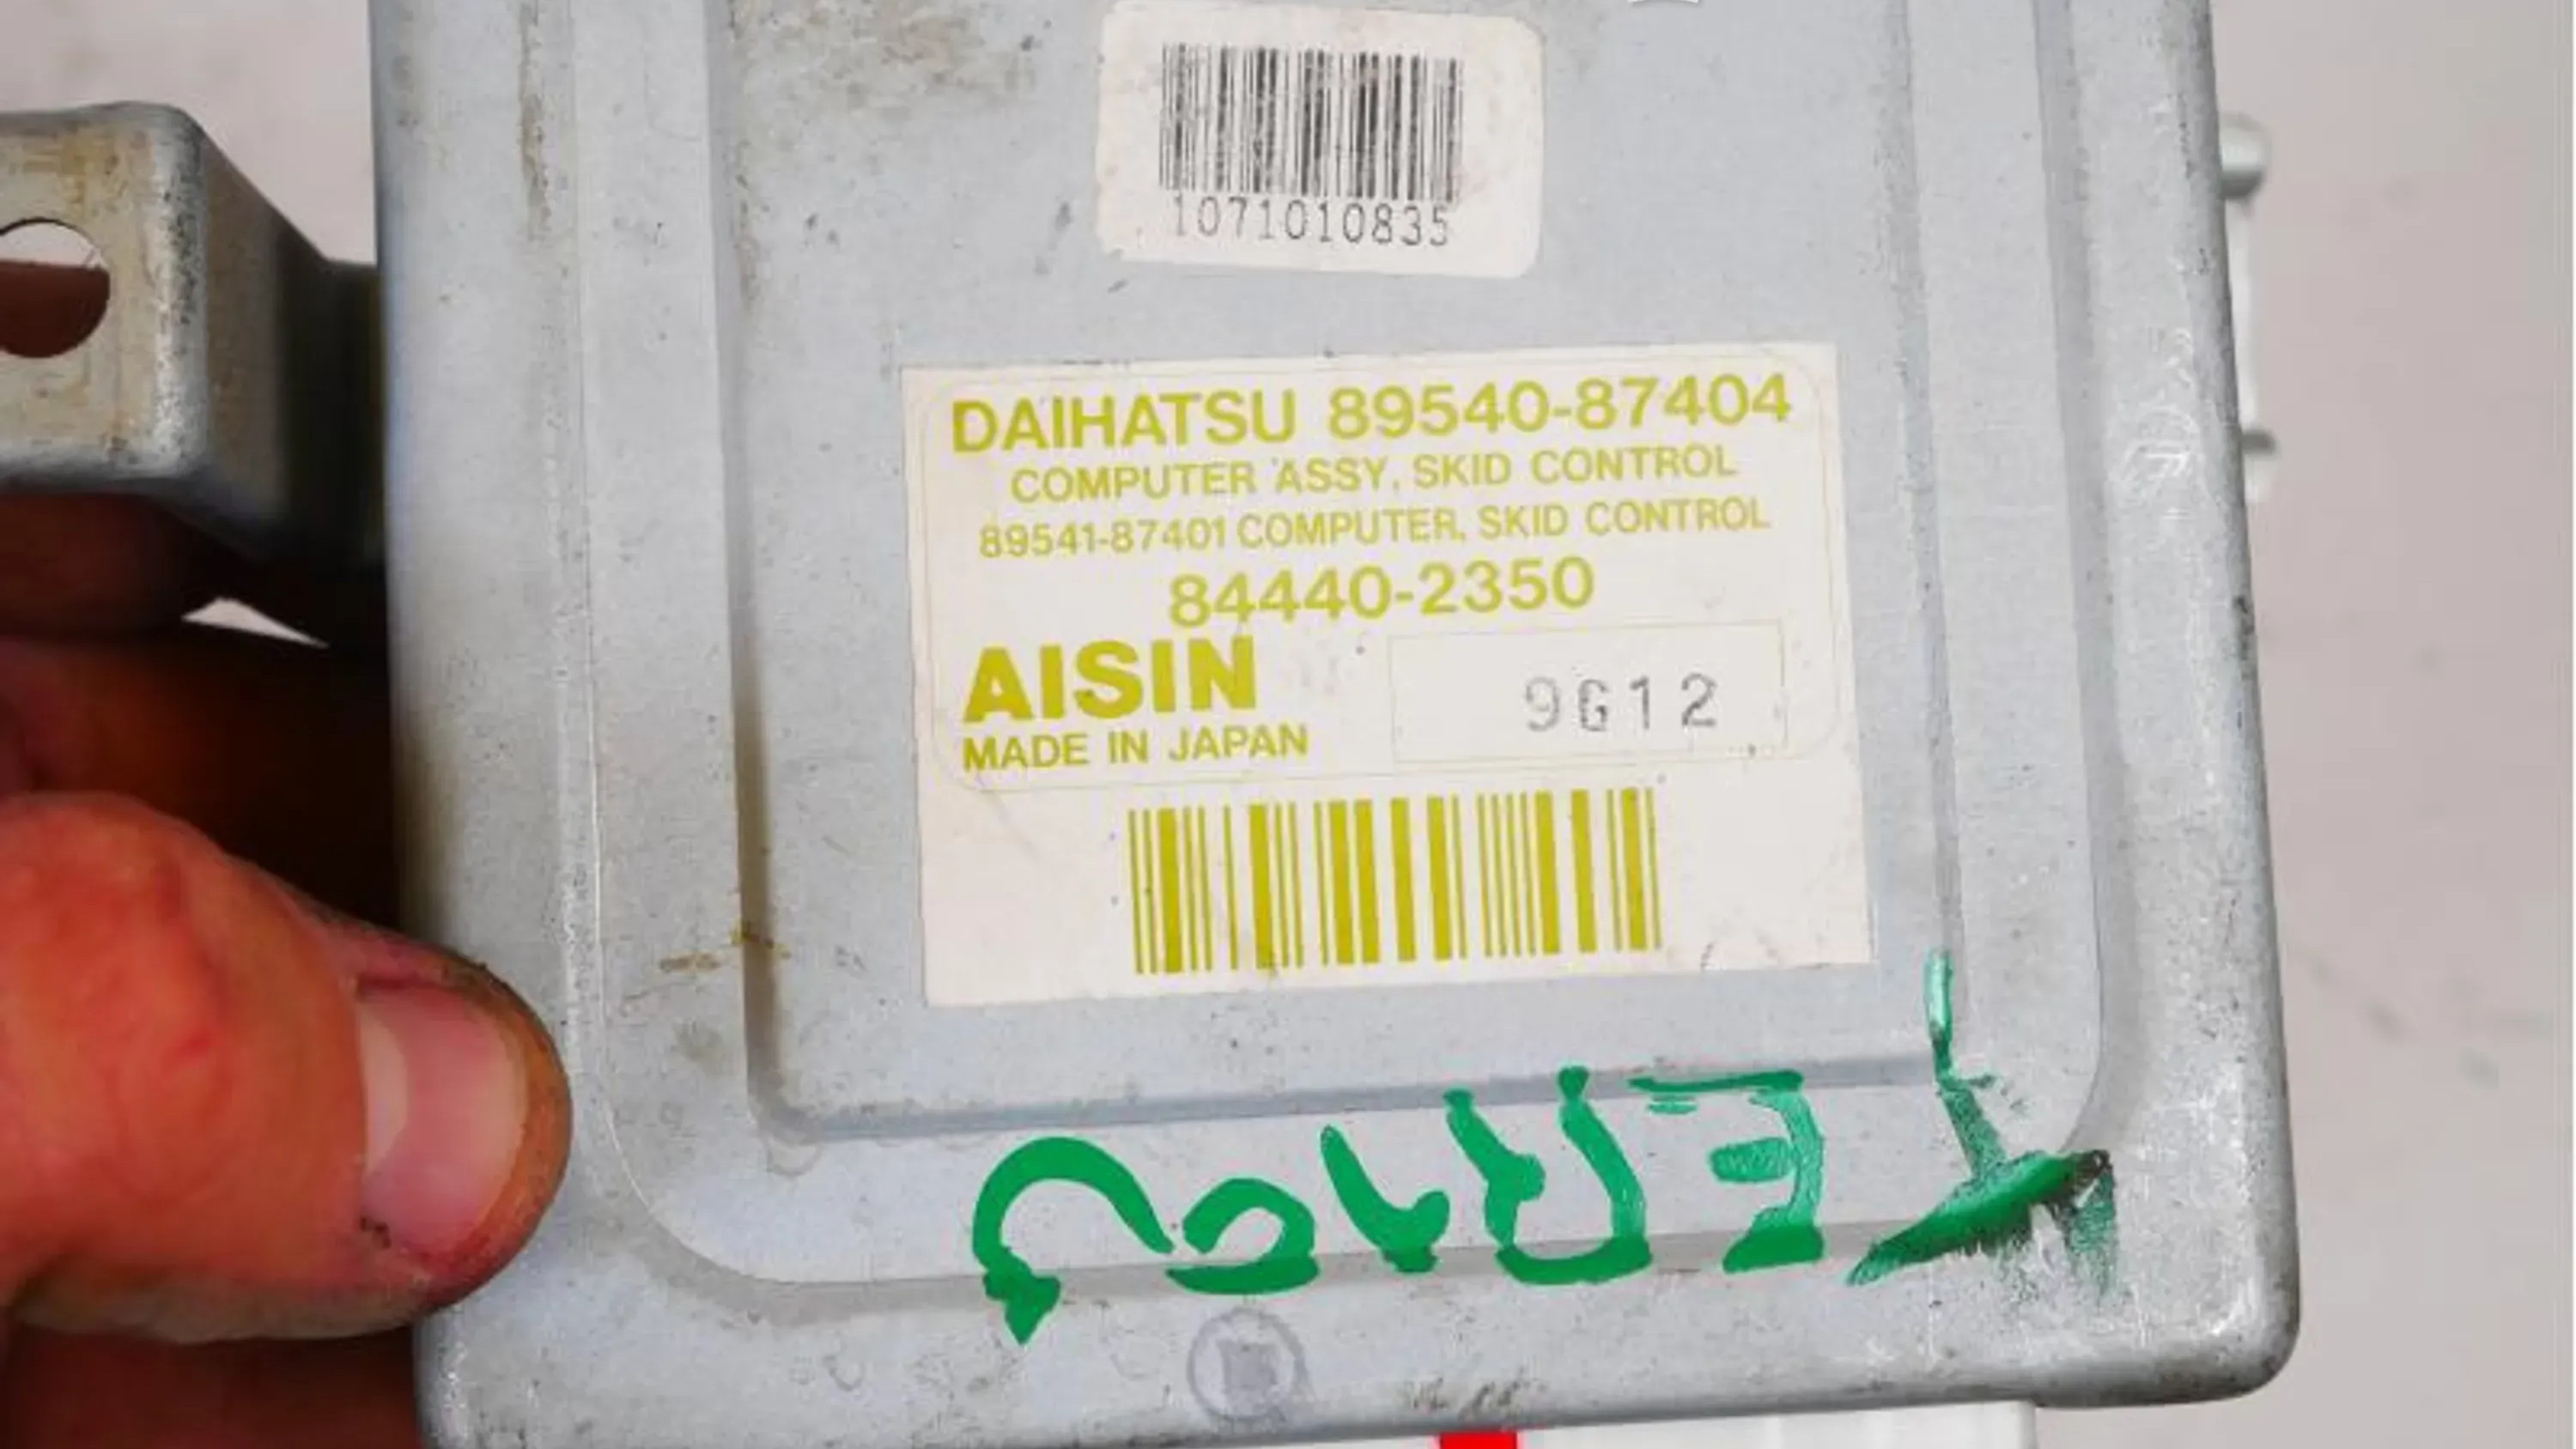 1071010835
DAIHATSU 89540-87404
COMPUTER ASSY, SKID CONTROL
89541-87401 COMPUTER, SKID CONTROL
84440-2350
AISIN
9G12
MADE IN JAPAN
TERIOS